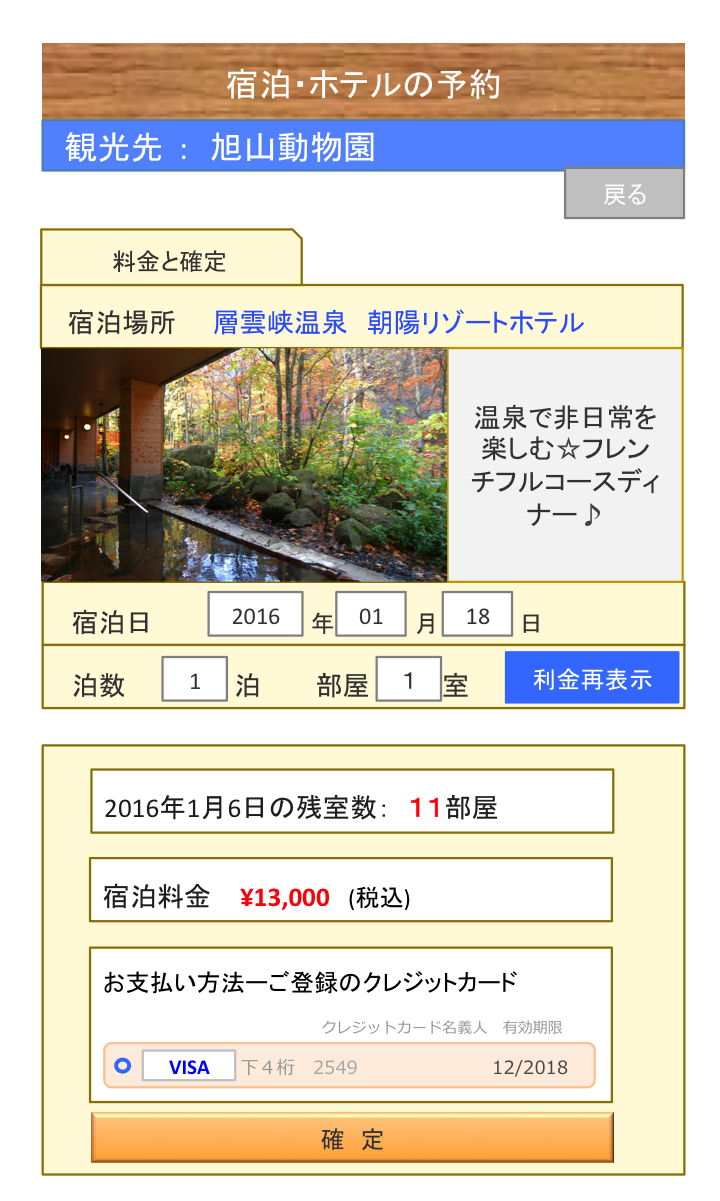 宿泊・ホテルの予約
観光先 : 旭山動物園
戻る
料金と確定
宿泊場所 層雲峡温泉 朝陽リゾートホテル
温泉で非日常を
楽しむ☆フレン
チフルコースディ
ナー♪
宿泊日 2016 年 01 月 18 日
泊数 1 泊 部屋 1 室 利金再表示
2016年1月6日の残室数: 11部屋
宿泊料金 ¥13,000 (税込)
お支払い方法ーご登録のクレジットカード
クレジットカード名義人 有効期限
VISA 下4桁 2549 12/2018
確 定